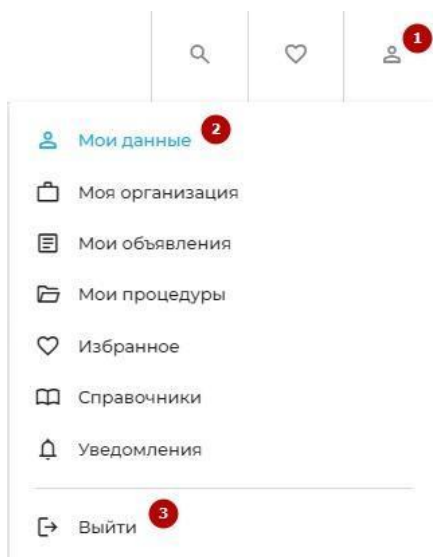 1
Мои данные 2
Моя организация
Мои объявления
Мои процедуры
Избранное
Справочники
Уведомления
Выйти 3